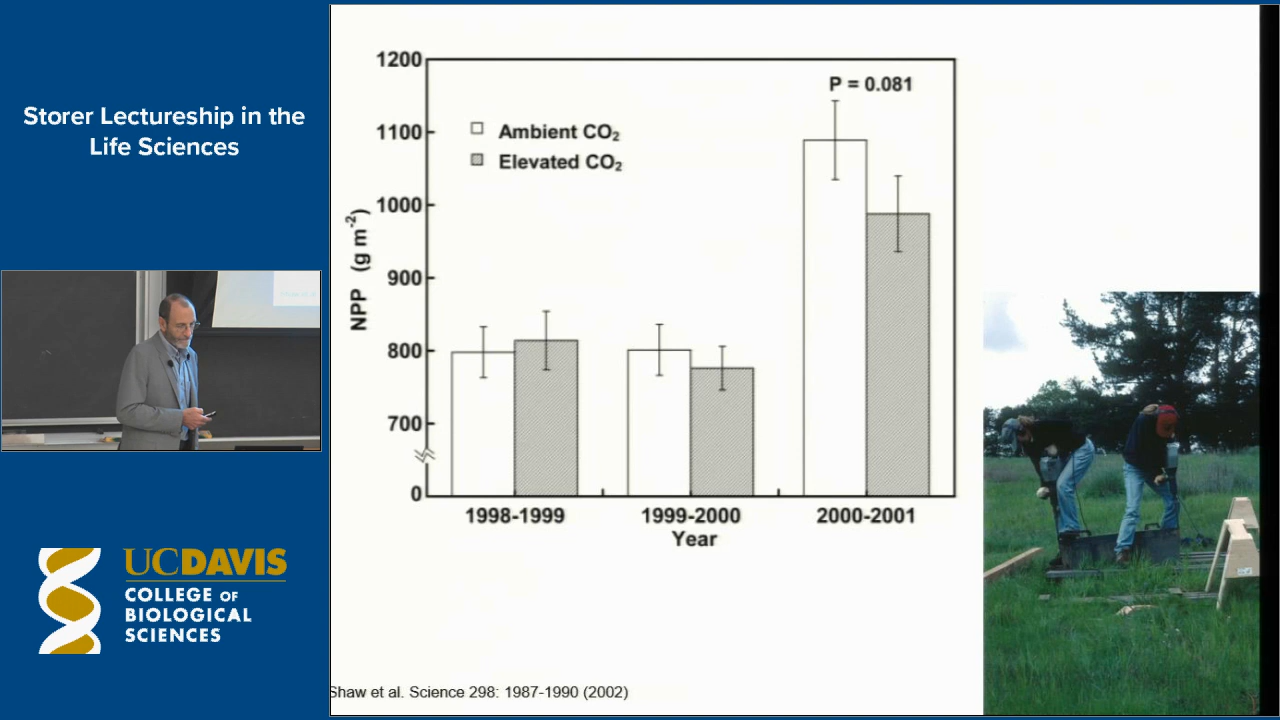 Storer Lectureship in the
Life Sciences
UCDAVIS
COLLEGE OF
BIOLOGICAL
SCIENCES
1200
1100
1000
900
800
700
0
NPP (g m⁻²)
P = 0.081
Ambient CO₂
Elevated CO₂
1998-1999
1999-2000
2000-2001
Year
Shaw et al. Science 298: 1987-1990 (2002)